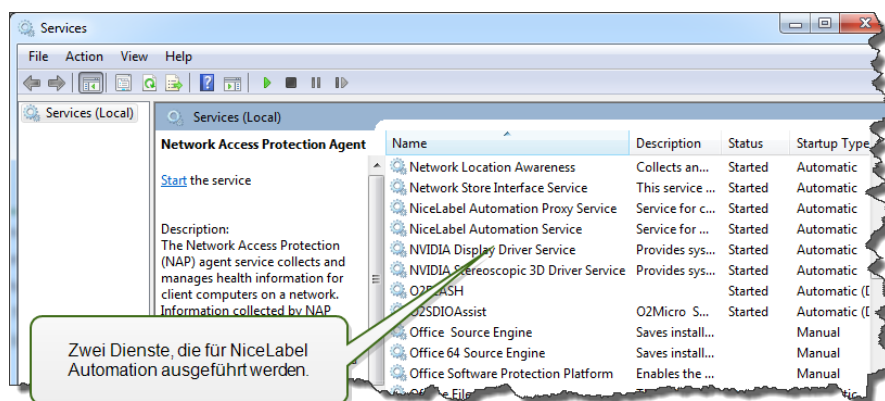 Services
File Action View Help
Services (Local)
Services (Local)
Network Access Protection Agent
Start the service
Description:
The Network Access Protection
(NAP) agent service collects and
manages health information for
client computers on a network.
Information collected by NAP
Name Description Status Startup Type
Network Location Awareness Collects an... Started Automatic
Network Store Interface Service This service ... Started Automatic
NiceLabel Automation Proxy Service Service for c... Started Automatic
NiceLabel Automation Service Service for ... Started Automatic
NVIDIA Display Driver Service Provides sys... Started Automatic
NVIDIA Stereoscopic 3D Driver Service Provides sys... Started Automatic
O2FLASH Started Automatic (D
O2SDIOAssist O2Micro S... Started Automatic (D
Office Source Engine Saves install... Manual
Office 64 Source Engine Saves install... Manual
Office Software Protection Platform Enables the ... Manual
Zwei Dienste, die für NiceLabel
Automation ausgeführt werden.